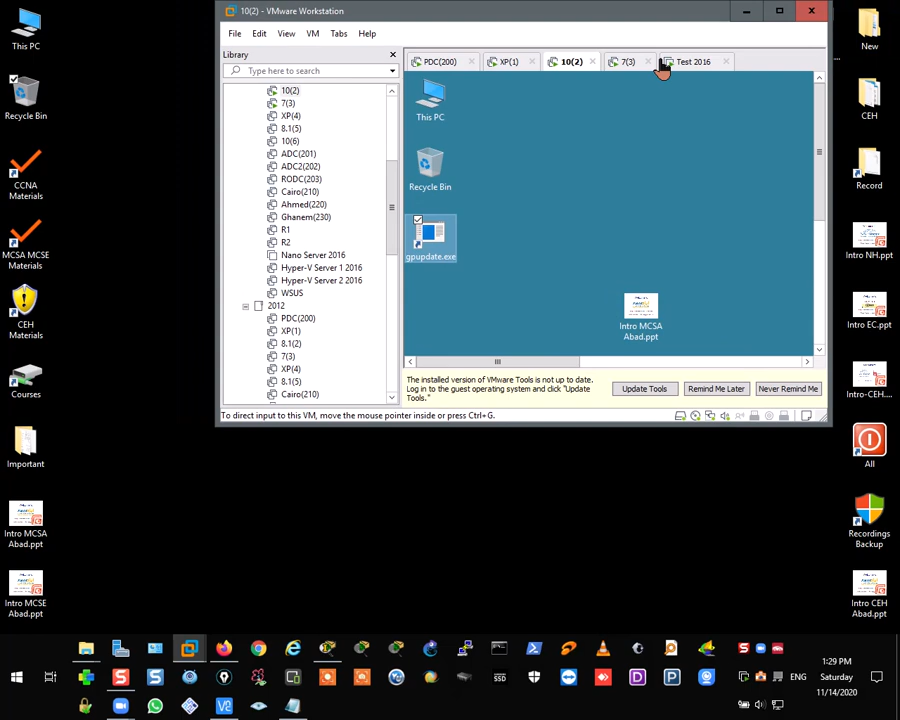 10(2) - VMware Workstation
File Edit View VM Tabs Help
Library
Type here to search
10(2)
7(3)
XP(4)
8.1(5)
10(6)
ADC(201)
ADC2(202)
RODC(203)
Cairo(210)
Ahmed(220)
Ghanem(230)
R1
R2
Nano Server 2016
Hyper-V Server 1 2016
Hyper-V Server 2 2016
WSUS
2012
PDC(200)
XP(1)
8.1(2)
7(3)
XP(4)
8.1(5)
Cairo(210)
PDC(200) XP(1) 10(2) 7(3) Test 2016
This PC
Recycle Bin
gpupdate.exe
Intro MCSA
Abad.ppt
The installed version of VMware Tools is not up to date.
Log in to the guest operating system and click "Update
Tools."
Update Tools Remind Me Later Never Remind Me
To direct input to this VM, move the mouse pointer inside or press Ctrl+G.
This PC
Recycle Bin
CCNA
Materials
MCSA MCSE
Materials
CEH
Materials
Courses
Important
Intro MCSA
Abad.ppt
Intro MCSE
Abad.ppt
New
...
CEH
Record
Intro NH.ppt
Intro EC.ppt
Intro-CEH....
All
Recordings
Backup
Intro CEH
Abad.ppt
SSD
ENG
1:29 PM
Saturday
11/14/2020